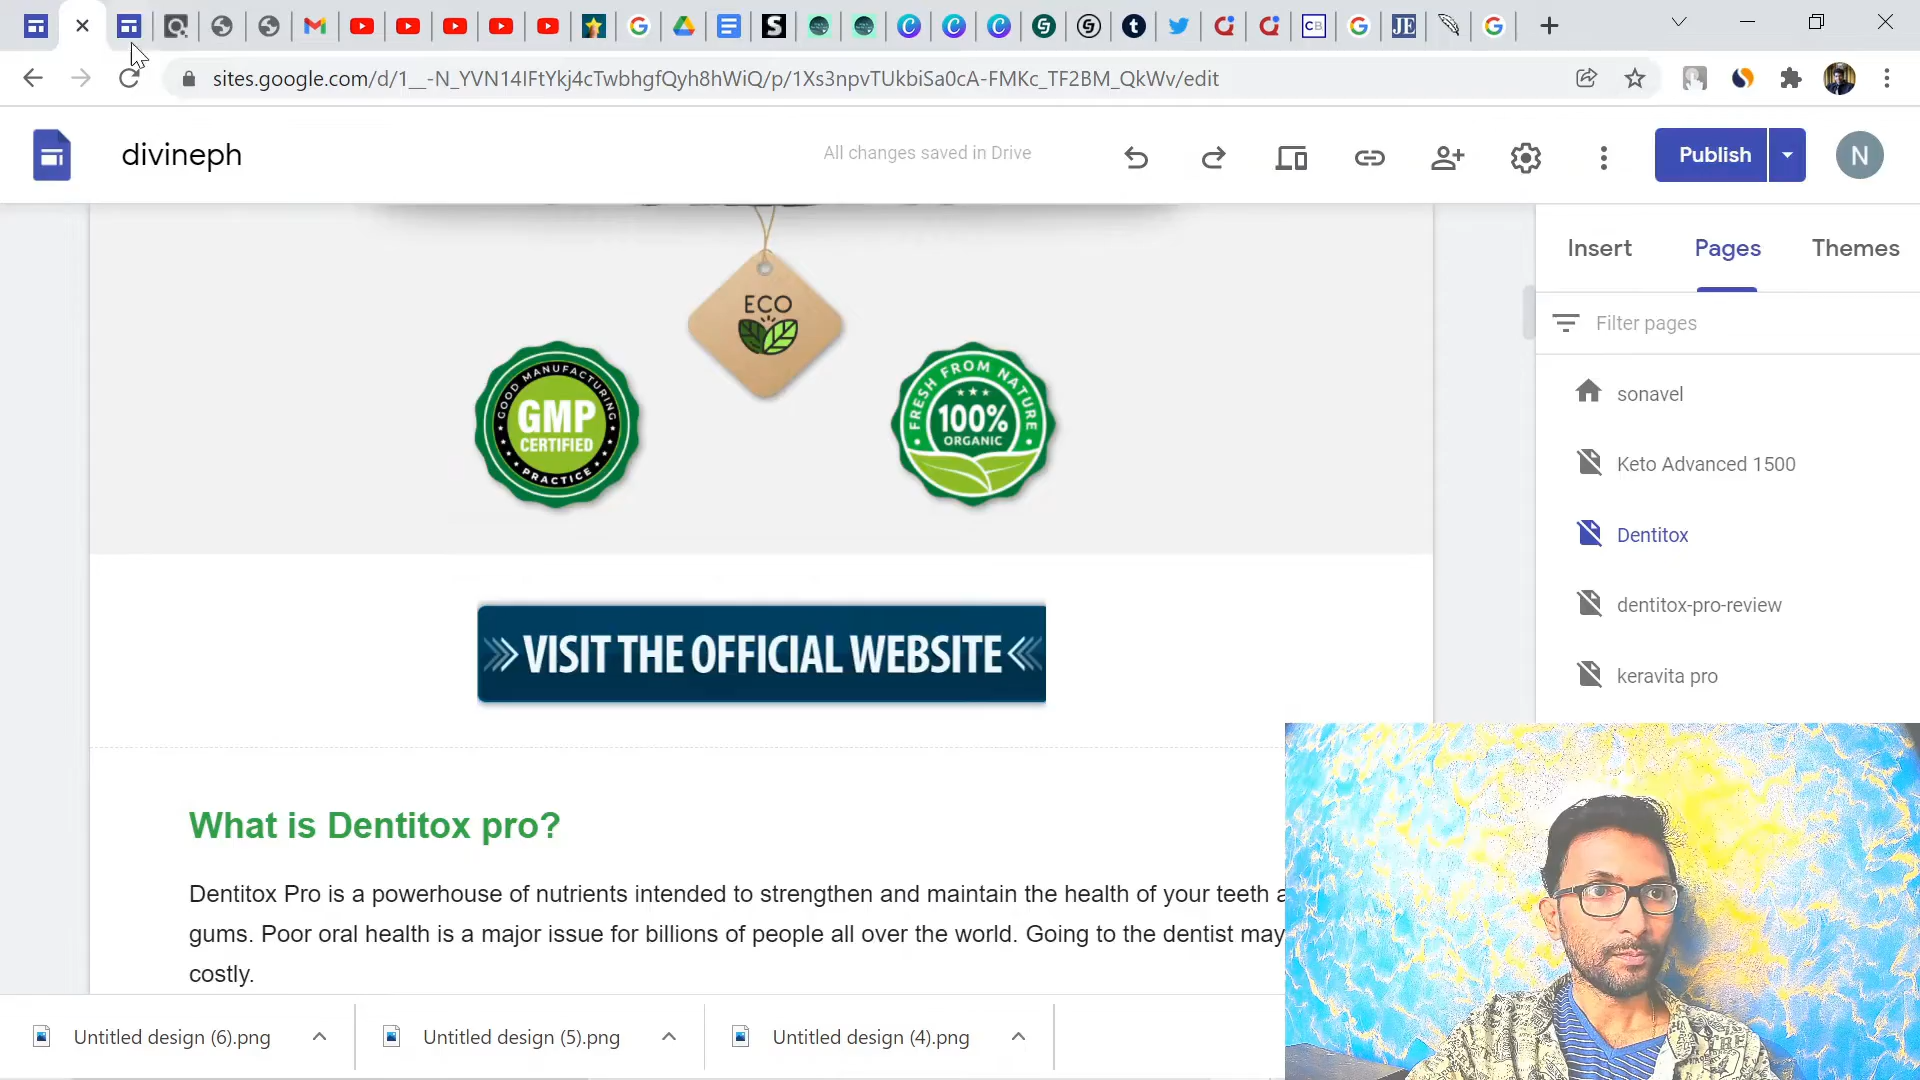 sites.google.com/d/1__-N_YVN14IFtYkj4cTwbhgfQyh8hWiQ/p/1Xs3npvTUkbiSa0cA-FMKc_TF2BM_QkWv/edit
divineph
All changes saved in Drive
Publish
N
Insert
Pages
Themes
Filter pages
sonavel
Keto Advanced 1500
Dentitox
dentitox-pro-review
keravita pro
ECO
GOOD MANUFACTURING
GMP
CERTIFIED
PRACTICE
FRESH FROM NATURE
100%
ORGANIC
VISIT THE OFFICIAL WEBSITE
What is Dentitox pro?
Dentitox Pro is a powerhouse of nutrients intended to strengthen and maintain the health of your teeth
gums. Poor oral health is a major issue for billions of people all over the world. Going to the dentist may
costly.
Untitled design (6).png
Untitled design (5).png
Untitled design (4).png